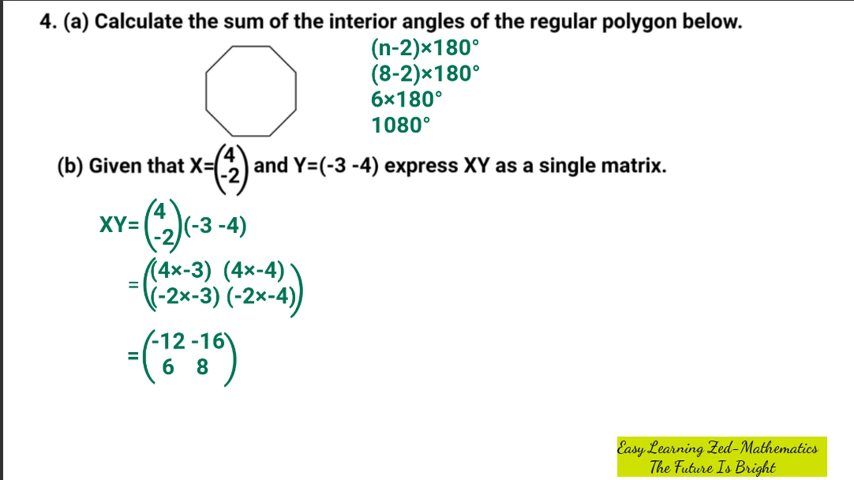 4. (a) Calculate the sum of the interior angles of the regular polygon below.
(n-2)×180°
(8-2)×180°
6×180°
1080°
(b) Given that X=(4 -2) and Y=(-3 -4) express XY as a single matrix.
XY=(4 -2)(-3 -4)
=((4×-3) (4×-4)
(-2×-3) (-2×-4))
=(-12 -16
6 8)
Easy Learning Zed-Mathematics
The Future Is Bright